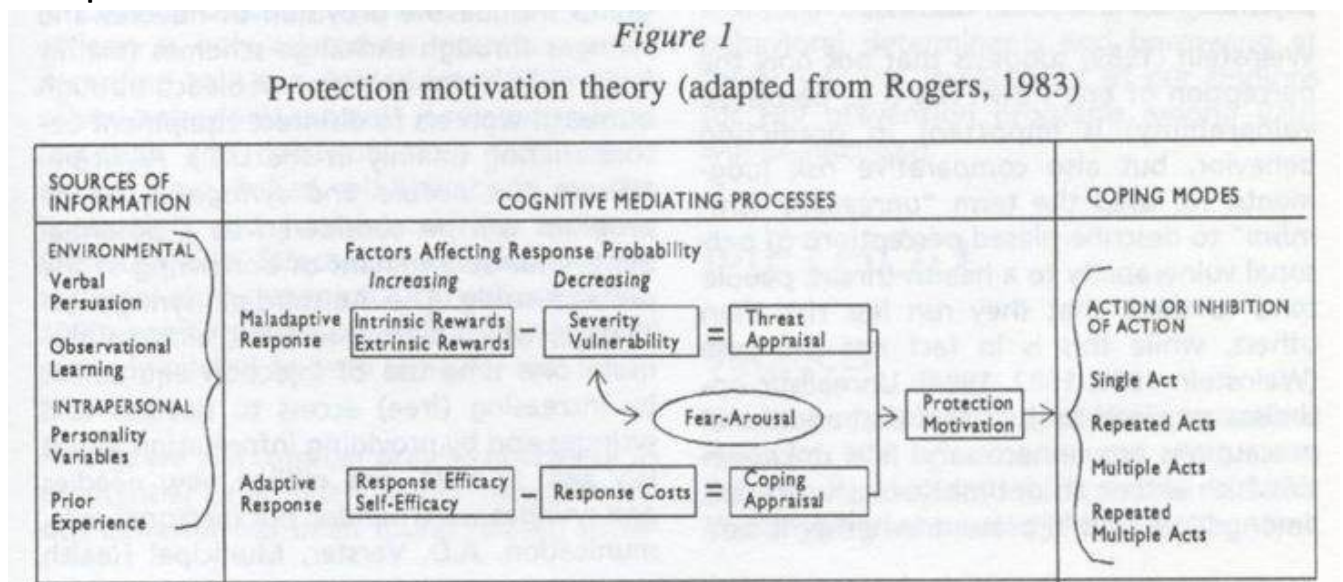 Figure 1
Protection motivation theory (adapted from Rogers, 1983)
SOURCES OF
INFORMATION
COGNITIVE MEDIATING PROCESSES
COPING MODES
ENVIRONMENTAL
Verbal
Persuasion
Observational
Learning
INTRAPERSONAL
Personality
Variables
Prior
Experience
Factors Affecting Response Probability
Increasing Decreasing
Maladaptive
Response
Intrinsic Rewards
Extrinsic Rewards
–
Severity
Vulnerability
=
Threat
Appraisal
Fear-Arousal
Adaptive
Response
Response Efficacy
Self-Efficacy
–
Response Costs
=
Coping
Appraisal
Protection
Motivation
ACTION OR INHIBITION
OF ACTION
Single Act
Repeated Acts
Multiple Acts
Repeated
Multiple Acts